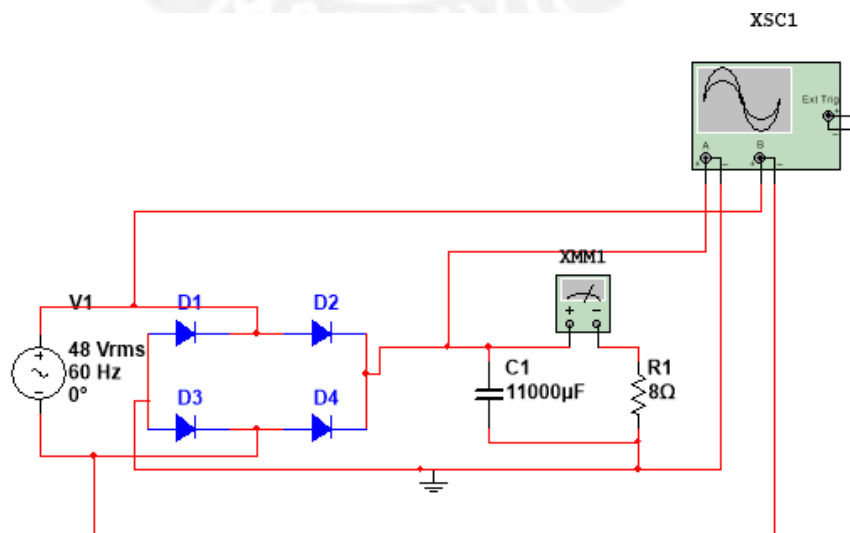 XSC1
Ext Trig
+
A
B
+ -
+ -
XMM1
+ -
V1
D1
D2
48 Vrms
60 Hz
0°
C1
11000µF
R1
8Ω
D3
D4